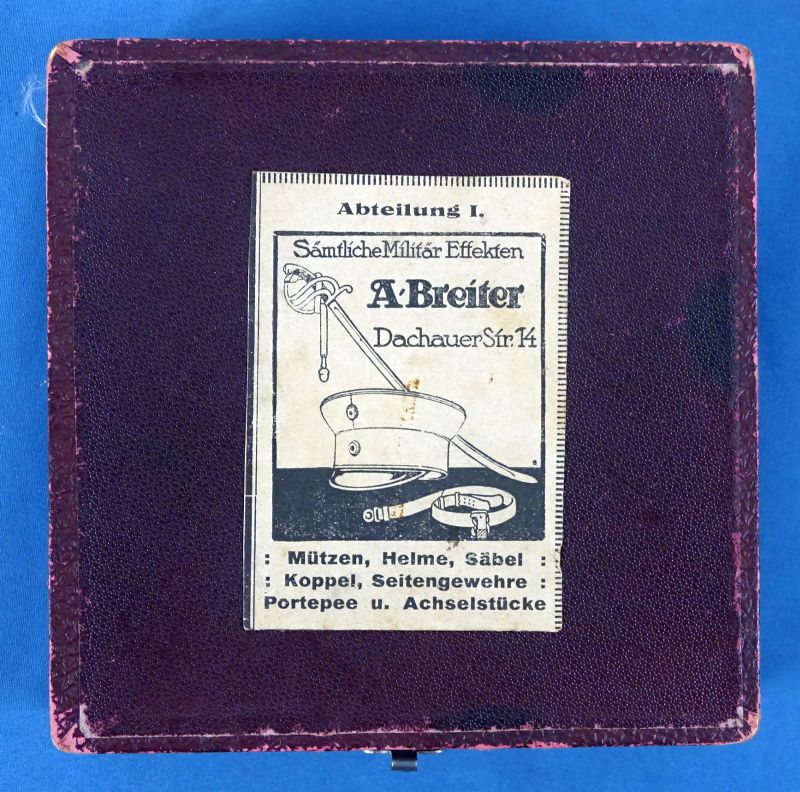 Abteilung I.
Sämtliche Militär Effekten
A. Breiter
Dachauer Str. 14
: Mützen, Helme, Säbel :
: Koppel, Seitengewehre :
Portepee u. Achselstücke